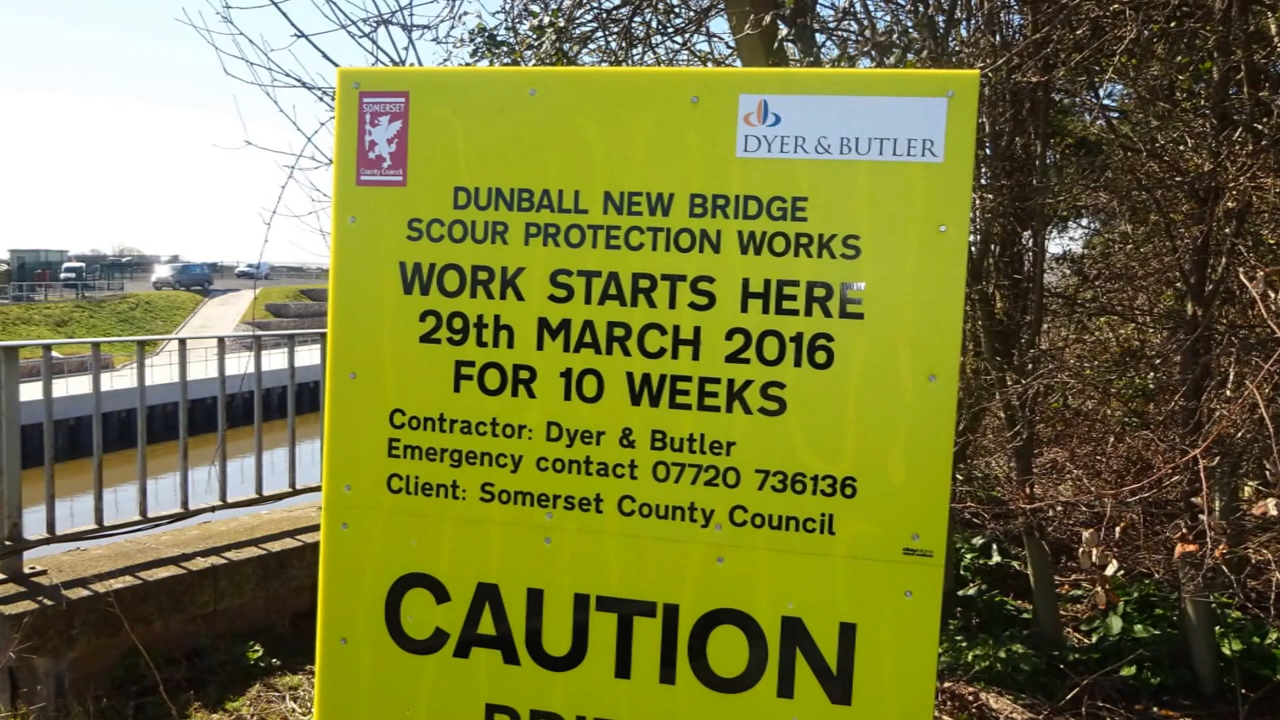 SOMERSET
County Council
DYER & BUTLER
DUNBALL NEW BRIDGE
SCOUR PROTECTION WORKS
WORK STARTS HERE
29th MARCH 2016
FOR 10 WEEKS
Contractor: Dyer & Butler
Emergency contact 07720 736136
Client: Somerset County Council
CAUTION